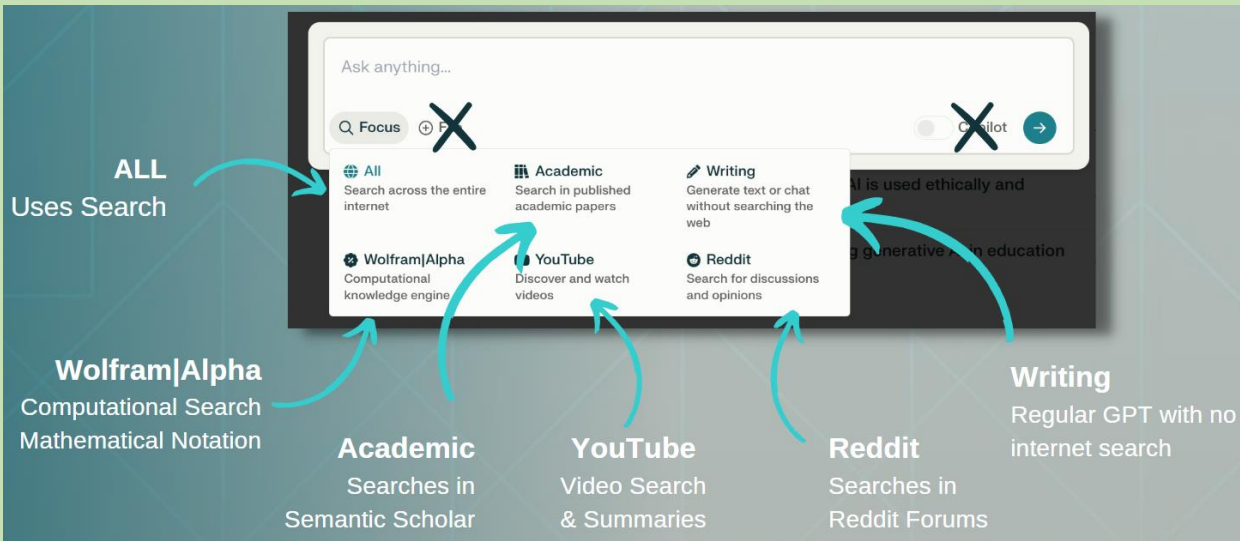 Ask anything...
Focus
ALL
Uses Search
All
Search across the entire
internet
Academic
Search in published
academic papers
Writing
Generate text or chat
without searching the
web
AI is used ethically and
generative AI in education
Wolfram|Alpha
Computational
knowledge engine
YouTube
Discover and watch
videos
Reddit
Search for discussions
and opinions
Wolfram|Alpha
Computational Search
Mathematical Notation
Academic
Searches in
Semantic Scholar
YouTube
Video Search
& Summaries
Reddit
Searches in
Reddit Forums
Writing
Regular GPT with no
internet search